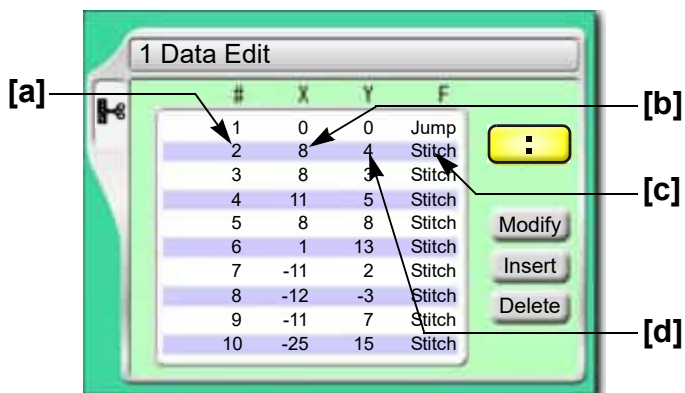 1 Data Edit
[a]
# X Y F
[b]
1 0 0 Jump
:
2 8 4 Stitch
3 8 3 Stitch
[c]
4 11 5 Stitch
5 8 8 Stitch
Modify
6 1 13 Stitch
7 -11 2 Stitch
Insert
8 -12 -3 Stitch
Delete
9 -11 7 Stitch
[d]
10 -25 15 Stitch